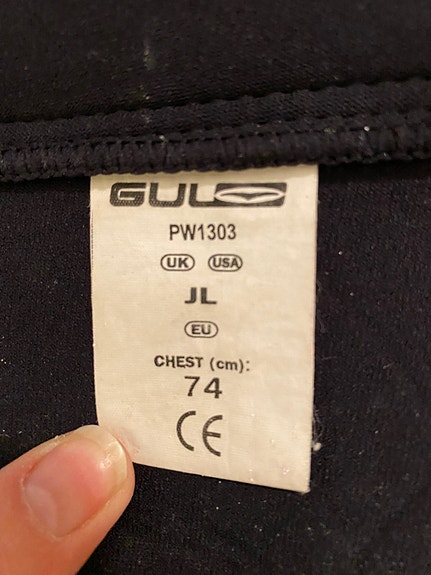 GUL
PW1303
UK USA
JL
EU
CHEST (cm):
74
CE